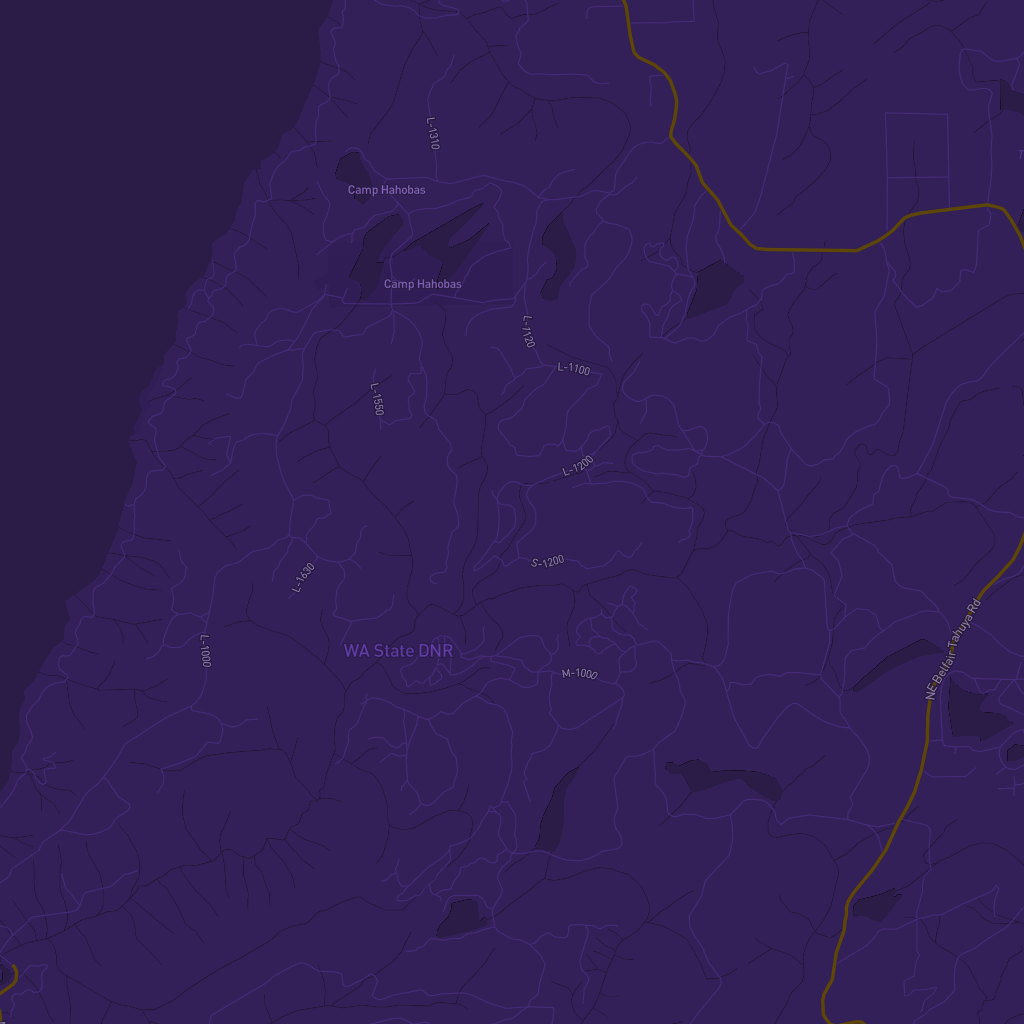 L-1310
Camp Hahobas
Camp Hahobas
L-1120
L-1100
L-1550
L-1200
S-1200
L-1630
L-1000
WA State DNR
M-1000
NE Belfair Tahuya Rd